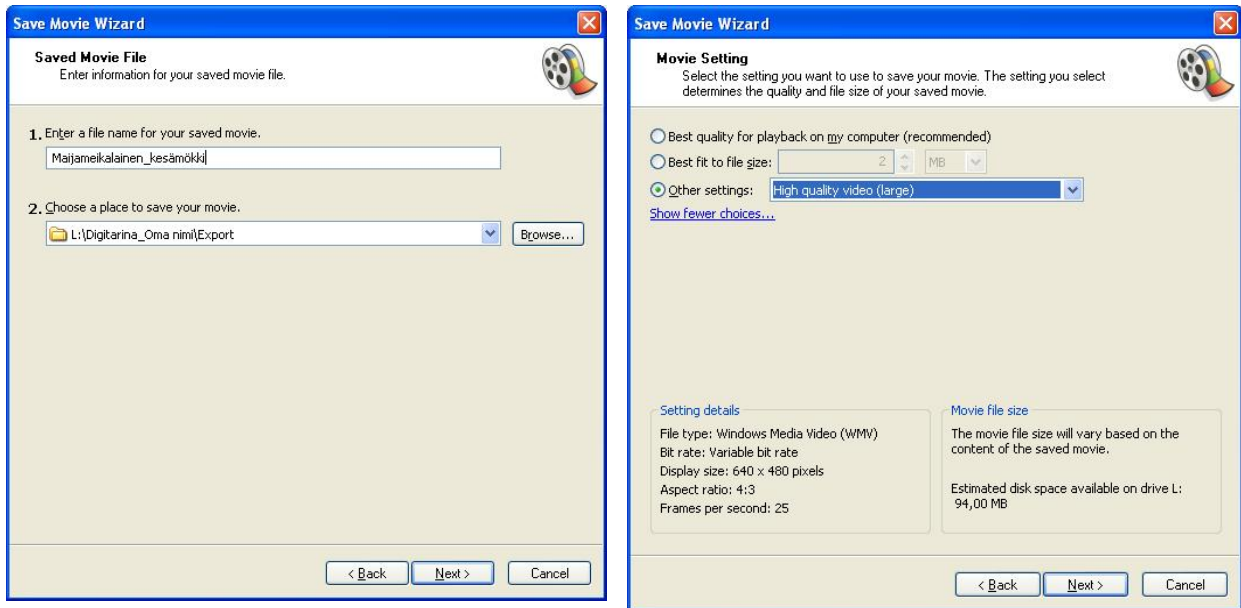 Save Movie Wizard
Saved Movie File
Enter information for your saved movie file.
1. Enter a file name for your saved movie.
Maijameikalainen_kesämökki
2. Choose a place to save your movie.
L:\Digitarina_Oma nimi\Export
Browse...
< Back
Next >
Cancel
Save Movie Wizard
Movie Setting
Select the setting you want to use to save your movie. The setting you select
determines the quality and file size of your saved movie.
Best quality for playback on my computer (recommended)
Best fit to file size: 2 MB
Other settings: High quality video (large)
Show fewer choices...
Setting details
File type: Windows Media Video (WMV)
Bit rate: Variable bit rate
Display size: 640 x 480 pixels
Aspect ratio: 4:3
Frames per second: 25
Movie file size
The movie file size will vary based on the
content of the saved movie.
Estimated disk space available on drive L:
94,00 MB
< Back
Next >
Cancel